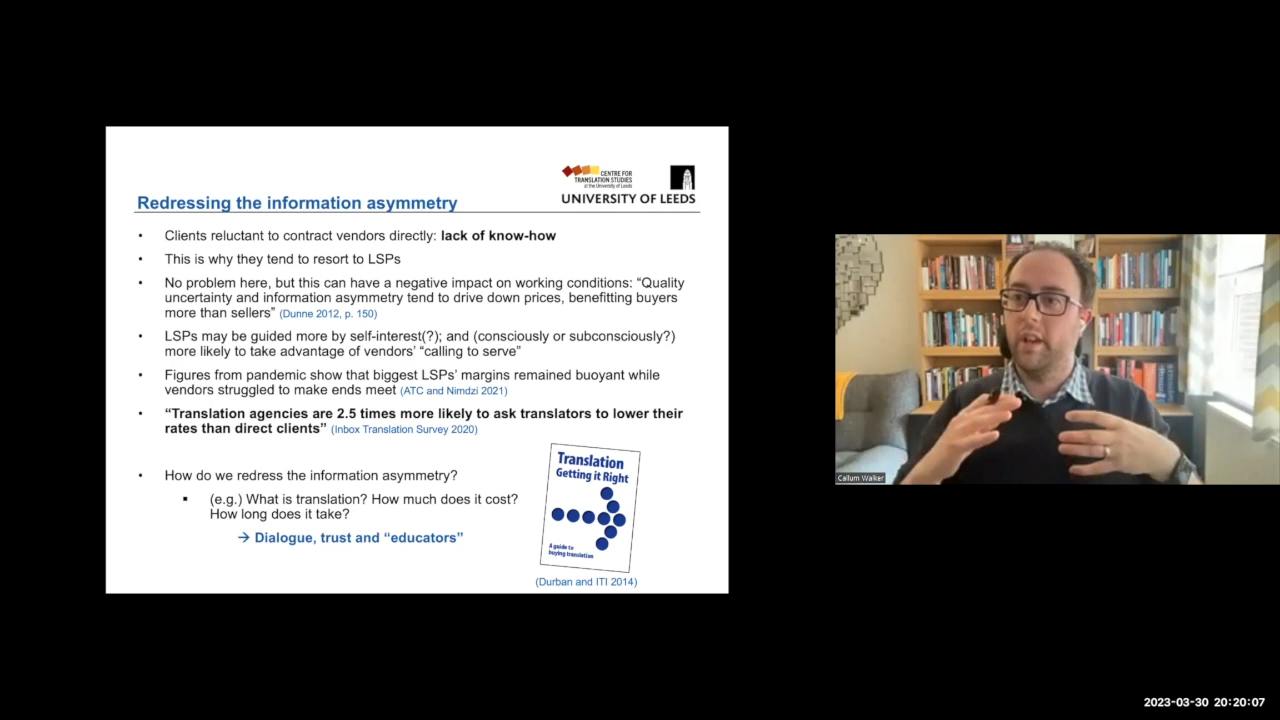 CENTRE FOR
TRANSLATION STUDIES
at the University of Leeds
UNIVERSITY OF LEEDS
Redressing the information asymmetry
• Clients reluctant to contract vendors directly: lack of know-how
• This is why they tend to resort to LSPs
• No problem here, but this can have a negative impact on working conditions: “Quality
uncertainty and information asymmetry tend to drive down prices, benefitting buyers
more than sellers” (Dunne 2012, p. 150)
• LSPs may be guided more by self-interest(?); and (consciously or subconsciously?)
more likely to take advantage of vendors’ “calling to serve”
• Figures from pandemic show that biggest LSPs’ margins remained buoyant while
vendors struggled to make ends meet (ATC and Nimdzi 2021)
• “Translation agencies are 2.5 times more likely to ask translators to lower their
rates than direct clients” (Inbox Translation Survey 2020)
• How do we redress the information asymmetry?
▪ (e.g.) What is translation? How much does it cost?
How long does it take?
→ Dialogue, trust and “educators”
Translation
Getting it Right
A guide to
buying translation
(Durban and ITI 2014)
Callum Walker
2023-03-30 20:20:07